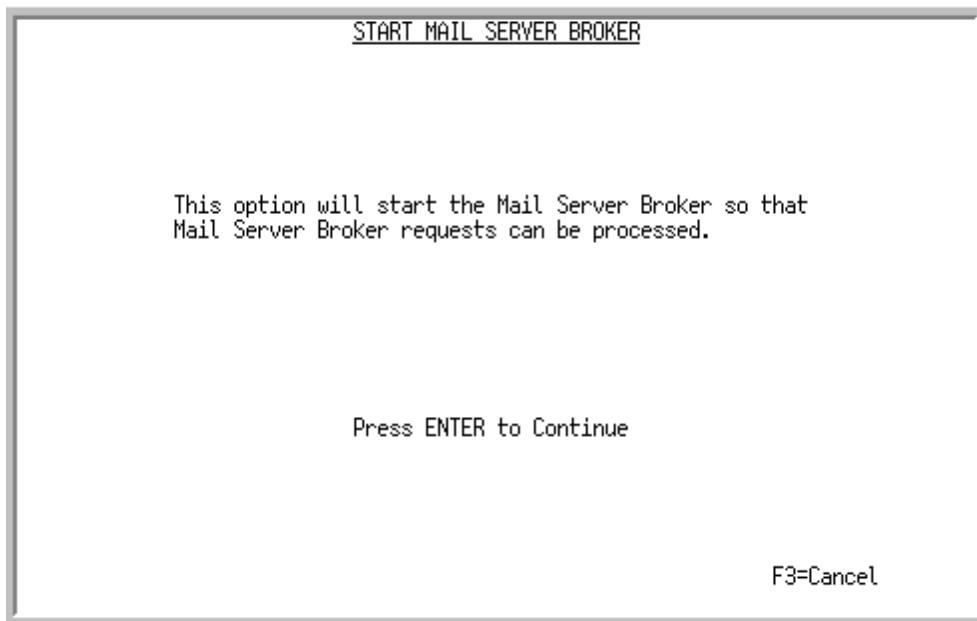 START MAIL SERVER BROKER
This option will start the Mail Server Broker so that
Mail Server Broker requests can be processed.
Press ENTER to Continue
F3=Cancel